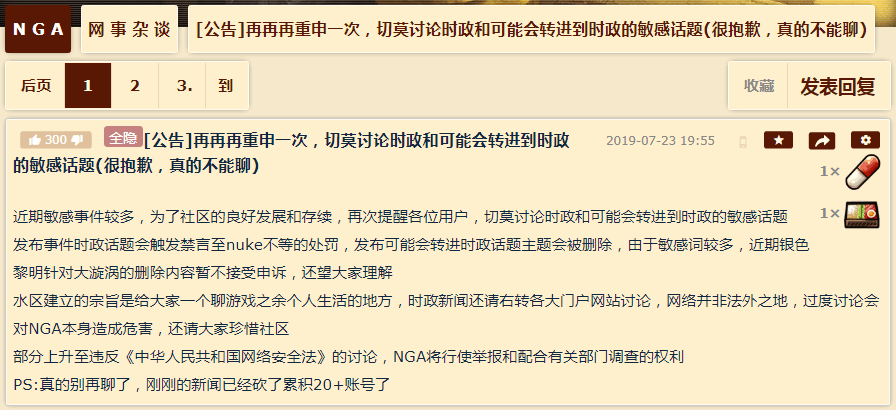 NGA 网事杂谈 [公告]再再再重申一次，切莫讨论时政和可能会转进到时政的敏感话题(很抱歉，真的不能聊)
后页 1 2 3. 到 收藏 发表回复
300 全隐 [公告]再再再重申一次，切莫讨论时政和可能会转进到时政 2019-07-23 19:55
的敏感话题(很抱歉，真的不能聊)
1×
1×
近期敏感事件较多，为了社区的良好发展和存续，再次提醒各位用户，切莫讨论时政和可能会转进到时政的敏感话题
发布事件时政话题会触发禁言至nuke不等的处罚，发布可能会转进时政话题主题会被删除，由于敏感词较多，近期银色
黎明针对大漩涡的删除内容暂不接受申诉，还望大家理解
水区建立的宗旨是给大家一个聊游戏之余个人生活的地方，时政新闻还请右转各大门户网站讨论，网络并非法外之地，过度讨论会
对NGA本身造成危害，还请大家珍惜社区
部分上升至违反《中华人民共和国网络安全法》的讨论，NGA将行使举报和配合有关部门调查的权利
PS:真的别再聊了，刚刚的新闻已经砍了累积20+账号了